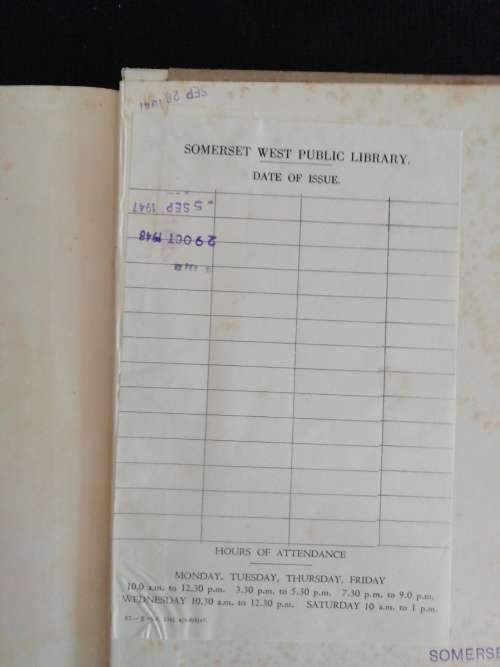 SEP 28 1941
SOMERSET WEST PUBLIC LIBRARY.
DATE OF ISSUE.
5 SEP 1947
29 OCT 1948
HOURS OF ATTENDANCE
MONDAY, TUESDAY, THURSDAY, FRIDAY
10.0 a.m. to 12.30 p.m. 3.30 p.m. to 5.30 p.m. 7.30 p.m. to 9.0 p.m.
WEDNESDAY 10.30 a.m. to 12.30 p.m. SATURDAY 10 a.m. to 1 p.m.
SOMERSE